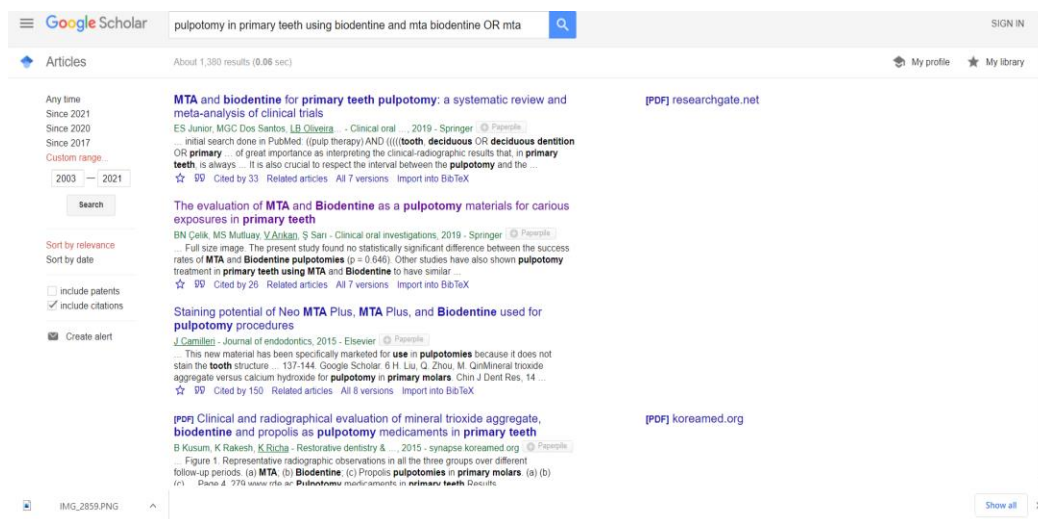 Google Scholar
pulpotomy in primary teeth using biodentine and mta biodentine OR mta
SIGN IN
Articles
About 1,380 results (0.06 sec)
My profile
My library
Any time
Since 2021
Since 2020
Since 2017
Custom range...
2003 — 2021
Search
Sort by relevance
Sort by date
include patents
include citations
Create alert
MTA and biodentine for primary teeth pulpotomy: a systematic review and
meta-analysis of clinical trials
ES Junior, MGC Dos Santos, LB Oliveira... - Clinical oral ..., 2019 - Springer Paperpile
... initial search done in PubMed: ((pulp therapy) AND (((((tooth, deciduous OR deciduous dentition
OR primary ... of great importance as interpreting the clinical-radiographic results that, in primary
teeth, is always ... It is also crucial to respect the interval between the pulpotomy and the ...
Cited by 33 Related articles All 7 versions Import into BibTeX
[PDF] researchgate.net
The evaluation of MTA and Biodentine as a pulpotomy materials for carious
exposures in primary teeth
BN Çelik, MS Mutluay, V Arıkan, Ş Sarı - Clinical oral investigations, 2019 - Springer Paperpile
... Full size image. The present study found no statistically significant difference between the success
rates of MTA and Biodentine pulpotomies (p = 0.646). Other studies have also shown pulpotomy
treatment in primary teeth using MTA and Biodentine to have similar ...
Cited by 26 Related articles All 7 versions Import into BibTeX
Staining potential of Neo MTA Plus, MTA Plus, and Biodentine used for
pulpotomy procedures
J Camilleri - Journal of endodontics, 2015 - Elsevier Paperpile
... This new material has been specifically marketed for use in pulpotomies because it does not
stain the tooth structure ... 137-144. Google Scholar. 6 H. Liu, Q. Zhou, M. QinMineral trioxide
aggregate versus calcium hydroxide for pulpotomy in primary molars. Chin J Dent Res, 14 ...
Cited by 150 Related articles All 8 versions Import into BibTeX
[PDF] Clinical and radiographical evaluation of mineral trioxide aggregate,
biodentine and propolis as pulpotomy medicaments in primary teeth
B Kusum, K Rakesh, K Richa - Restorative dentistry & ..., 2015 - synapse.koreamed.org Paperpile
... Figure 1. Representative radiographic observations in all the three groups over different
follow-up periods. (a) MTA; (b) Biodentine; (c) Propolis pulpotomies in primary molars. (a) (b)
(c) ... Page 4. 279 www.rde.ac Pulpotomy medicaments in primary teeth Results
[PDF] koreamed.org
IMG_2859.PNG
Show all